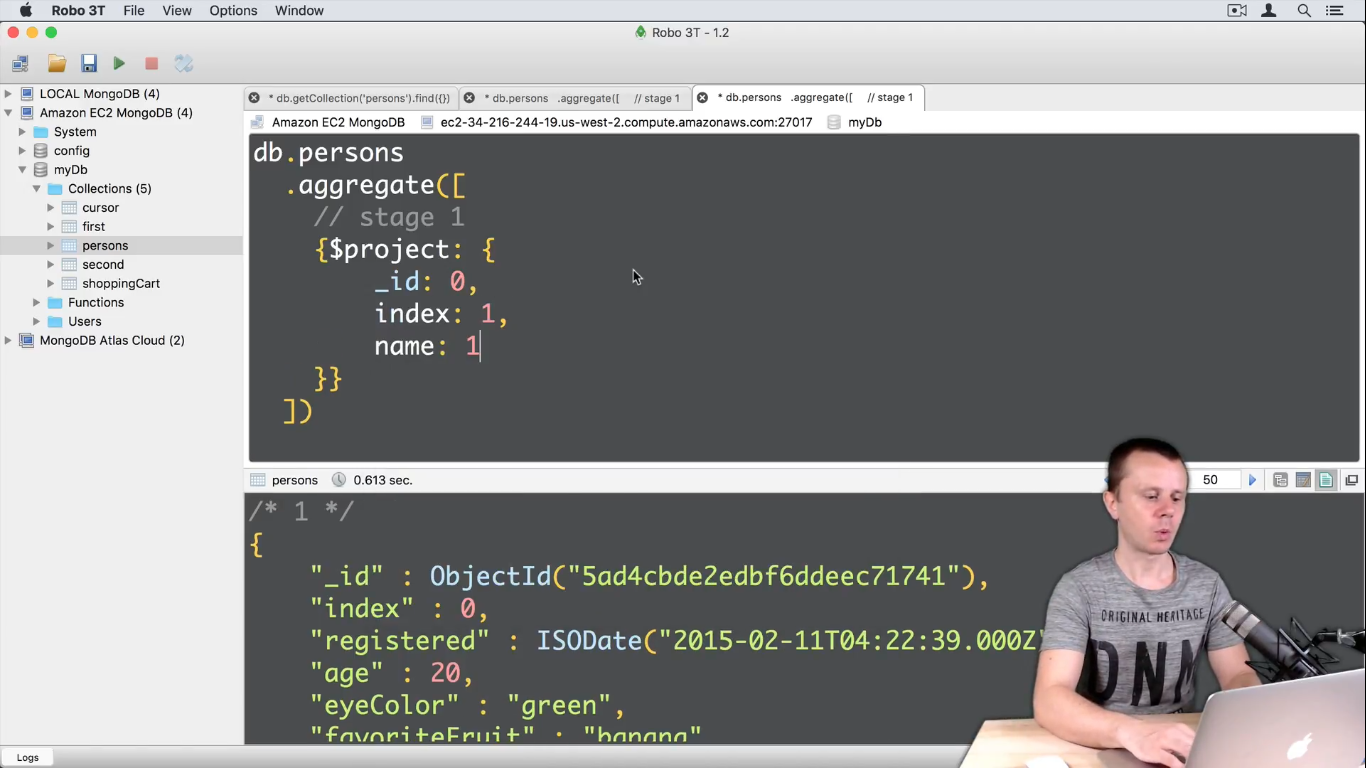 Robo 3T File View Options Window
Robo 3T - 1.2
LOCAL MongoDB (4)
Amazon EC2 MongoDB (4)
System
config
myDb
Collections (5)
cursor
first
persons
second
shoppingCart
Functions
Users
MongoDB Atlas Cloud (2)
* db.getCollection('persons').find({}) * db.persons .aggregate([ // stage 1 * db.persons .aggregate([ // stage 1
Amazon EC2 MongoDB ec2-34-216-244-19.us-west-2.compute.amazonaws.com:27017 myDb
db.persons
.aggregate([
// stage 1
{$project: {
_id: 0,
index: 1,
name: 1
}}
])
persons 0.613 sec. 50
/* 1 */
{
"_id" : ObjectId("5ad4cbde2edbf6ddeec71741"),
"index" : 0,
"registered" : ISODate("2015-02-11T04:22:39.000Z"
"age" : 20,
"eyeColor" : "green",
"favoriteFruit" : "banana"
ORIGINAL HERITAGE
DNM
Logs